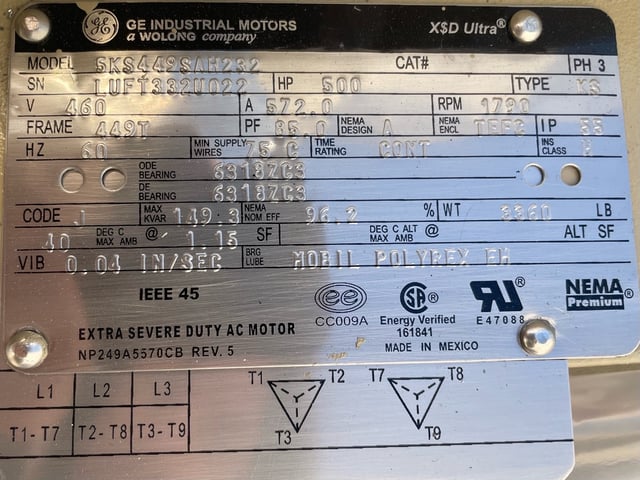 GE GE INDUSTRIAL MOTORS X$D Ultra®
a WOLONG company
MODEL 5KS449SAH232 CAT# PH 3
SN LUFT332U022 HP 500 TYPE KS
V 460 A 572.0 RPM 1790
FRAME 449T PF 85.0 NEMA DESIGN A NEMA ENCL TEFC IP 55
HZ 60 MIN SUPPLY WIRES 75 C TIME RATING CONT INS CLASS H
ODE BEARING 6318ZC3
DE BEARING 6318ZC3
CODE J MAX KVAR 149.3 NEMA NOM EFF 96.2 % WT LB
40 DEG C MAX AMB @ 1.15 SF DEG C ALT MAX AMB @ ALT SF
VIB 0.04 IN/SEC BRG LUBE MOBIL POLYREX EM
IEEE 45 ee SA® UR NEMA Premium™
CC009A Energy Verified E47088
161841
EXTRA SEVERE DUTY AC MOTOR MADE IN MEXICO
NP249A5570CB REV. 5
L1 L2 L3 T1 T2 T7 T8
T1-T7 T2-T8 T3-T9 T3 T9